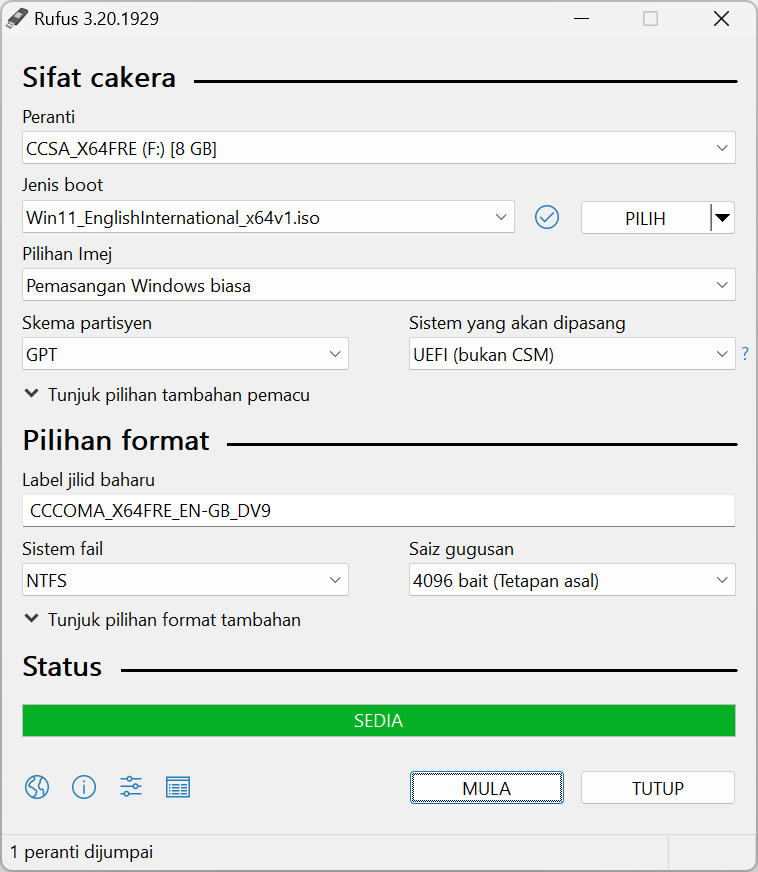 Rufus 3.20.1929
Sifat cakera
Peranti
CCSA_X64FRE (F:) [8 GB]
Jenis boot
Win11_EnglishInternational_x64v1.iso
PILIH
Pilihan Imej
Pemasangan Windows biasa
Skema partisyen
Sistem yang akan dipasang
GPT
UEFI (bukan CSM)
?
Tunjuk pilihan tambahan pemacu
Pilihan format
Label jilid baharu
CCCOMA_X64FRE_EN-GB_DV9
Sistem fail
Saiz gugusan
NTFS
4096 bait (Tetapan asal)
Tunjuk pilihan format tambahan
Status
SEDIA
MULA
TUTUP
1 peranti dijumpai